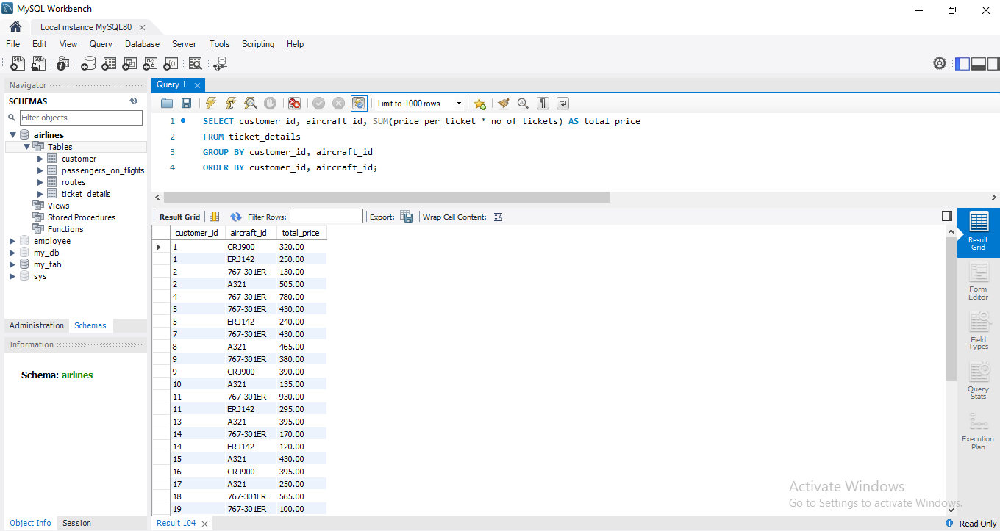 MySQL Workbench
Local instance MySQL80
File Edit View Query Database Server Tools Scripting Help
Navigator
SCHEMAS
Filter objects
airlines
Tables
customer
passengers_on_flights
routes
ticket_details
Views
Stored Procedures
Functions
employee
my_db
my_tab
sys
Administration Schemas
Information
Schema: airlines
Object Info Session
Query 1
Limit to 1000 rows
1 SELECT customer_id, aircraft_id, SUM(price_per_ticket * no_of_tickets) AS total_price
2 FROM ticket_details
3 GROUP BY customer_id, aircraft_id
4 ORDER BY customer_id, aircraft_id;
Result Grid Filter Rows: Export: Wrap Cell Content:
customer_id aircraft_id total_price
1 CRJ900 320.00
1 ERJ142 250.00
2 767-301ER 130.00
2 A321 505.00
4 767-301ER 780.00
5 767-301ER 430.00
5 ERJ142 240.00
7 767-301ER 430.00
8 A321 465.00
9 767-301ER 380.00
9 CRJ900 390.00
10 A321 135.00
11 767-301ER 930.00
11 ERJ142 295.00
13 A321 395.00
14 767-301ER 170.00
14 ERJ142 120.00
15 A321 430.00
16 CRJ900 395.00
17 A321 250.00
18 767-301ER 565.00
19 767-301ER 100.00
Result
Grid
Form
Editor
Field
Types
Query
Stats
Execution
Plan
Activate Windows
Go to Settings to activate Windows.
Result 104
Read Only